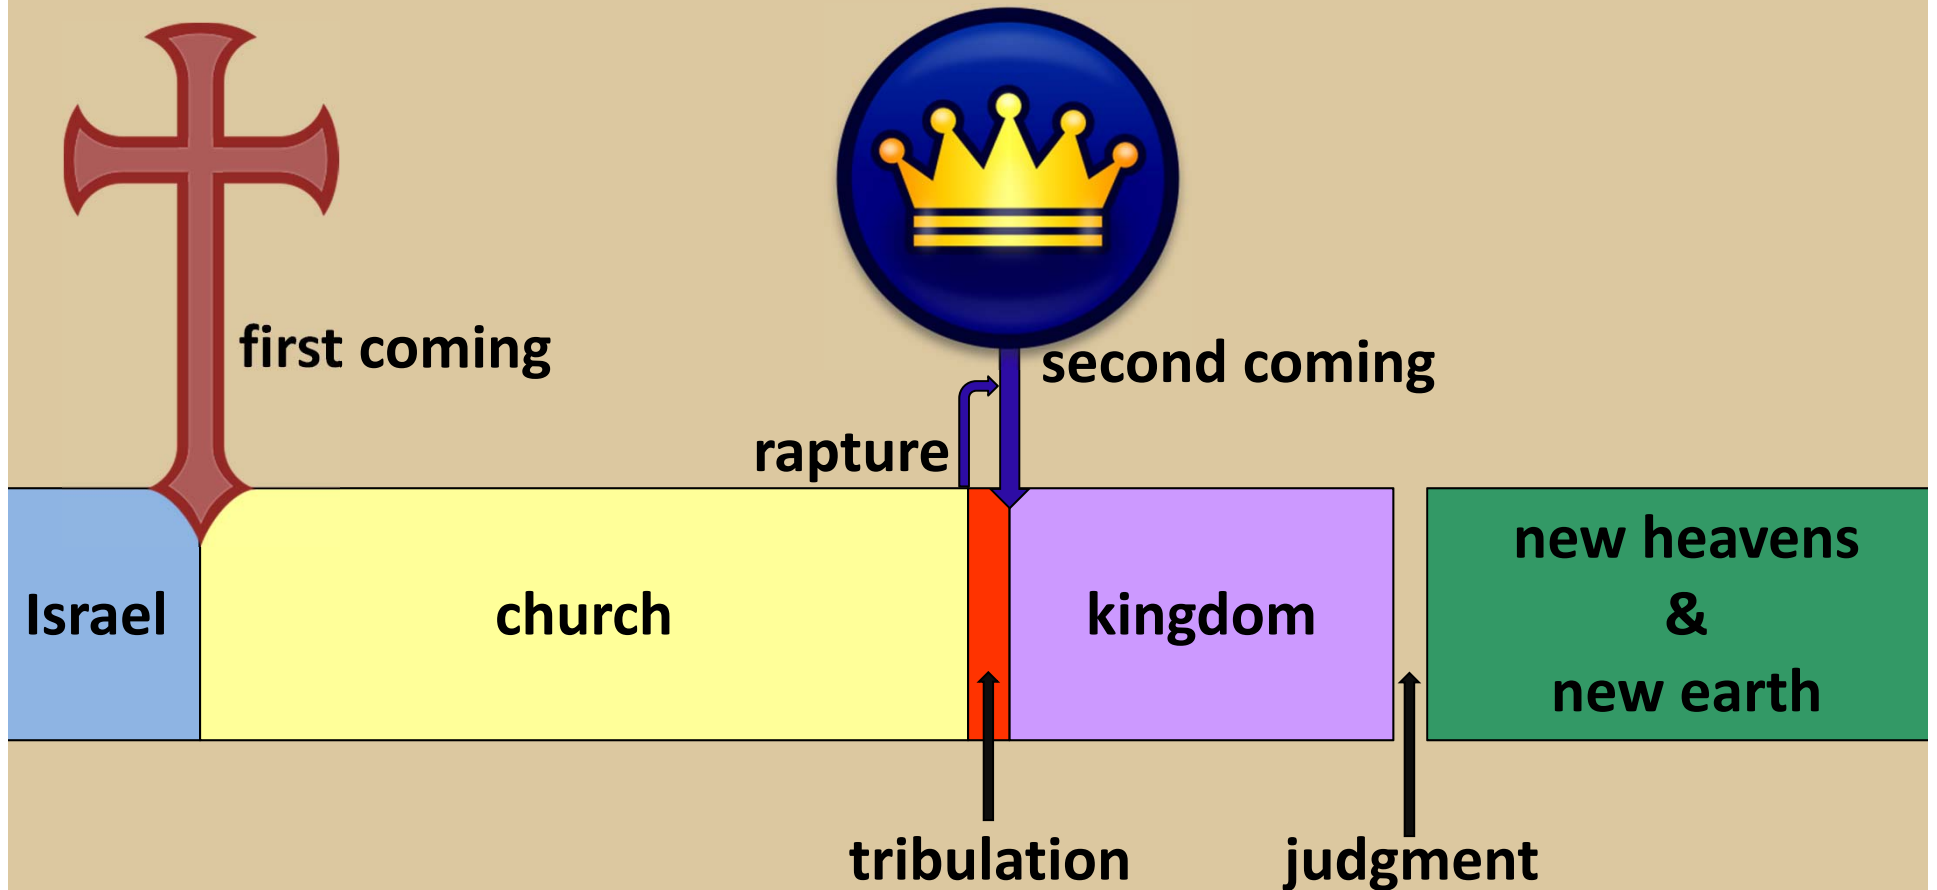 first coming
second coming
rapture
Israel
church
kingdom
new heavens
&
new earth
tribulation
judgment